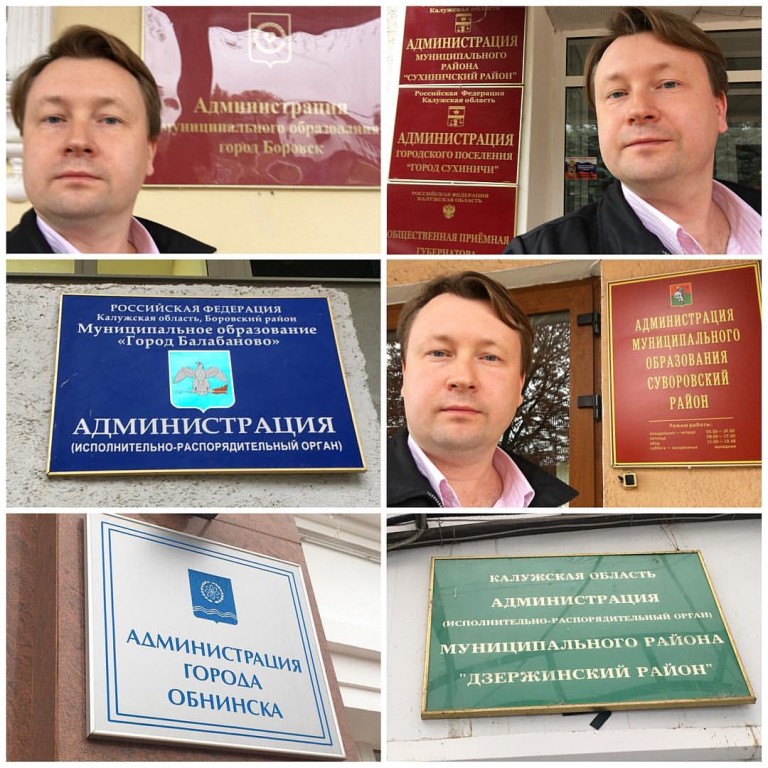 Администрация
муниципального образования
город Боровск
КАЛУЖСКАЯ ОБЛАСТЬ
АДМИНИСТРАЦИЯ
МУНИЦИПАЛЬНОГО
РАЙОНА
"СУХИНИЧСКИЙ РАЙОН"
Российская Федерация
Калужская область
АДМИНИСТРАЦИЯ
ГОРОДСКОГО ПОСЕЛЕНИЯ
"ГОРОД СУХИНИЧИ"
РОССИЙСКАЯ ФЕДЕРАЦИЯ
КАЛУЖСКАЯ ОБЛАСТЬ
ОБЩЕСТВЕННАЯ ПРИЁМНАЯ
ГУБЕРНАТОРА
РОССИЙСКАЯ ФЕДЕРАЦИЯ
Калужская область, Боровский район
Муниципальное образование
«Город Балабаново»
АДМИНИСТРАЦИЯ
(ИСПОЛНИТЕЛЬНО-РАСПОРЯДИТЕЛЬНЫЙ ОРГАН)
АДМИНИСТРАЦИЯ
МУНИЦИПАЛЬНОГО
ОБРАЗОВАНИЯ
СУВОРОВСКИЙ
РАЙОН
Режим работы:
АДМИНИСТРАЦИЯ
ГОРОДА
ОБНИНСКА
КАЛУЖСКАЯ ОБЛАСТЬ
АДМИНИСТРАЦИЯ
(ИСПОЛНИТЕЛЬНО-РАСПОРЯДИТЕЛЬНЫЙ ОРГАН)
МУНИЦИПАЛЬНОГО РАЙОНА
"ДЗЕРЖИНСКИЙ РАЙОН"